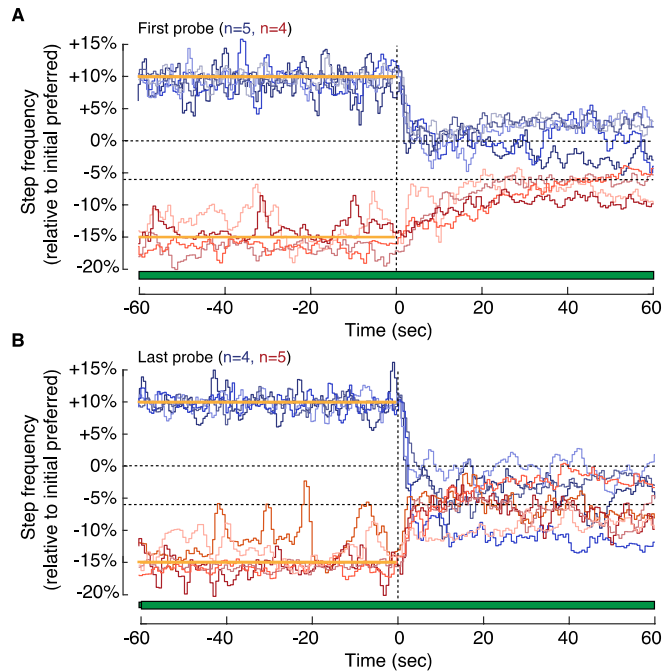 A
First probe (n=5, n=4)
+15%
+10%
+5%
0%
-5%
-10%
-15%
-20%
Step frequency
(relative to initial preferred)
-60 -40 -20 0 20 40 60
Time (sec)
B
Last probe (n=4, n=5)
+15%
+10%
+5%
0%
-5%
-10%
-15%
-20%
Step frequency
(relative to initial preferred)
-60 -40 -20 0 20 40 60
Time (sec)